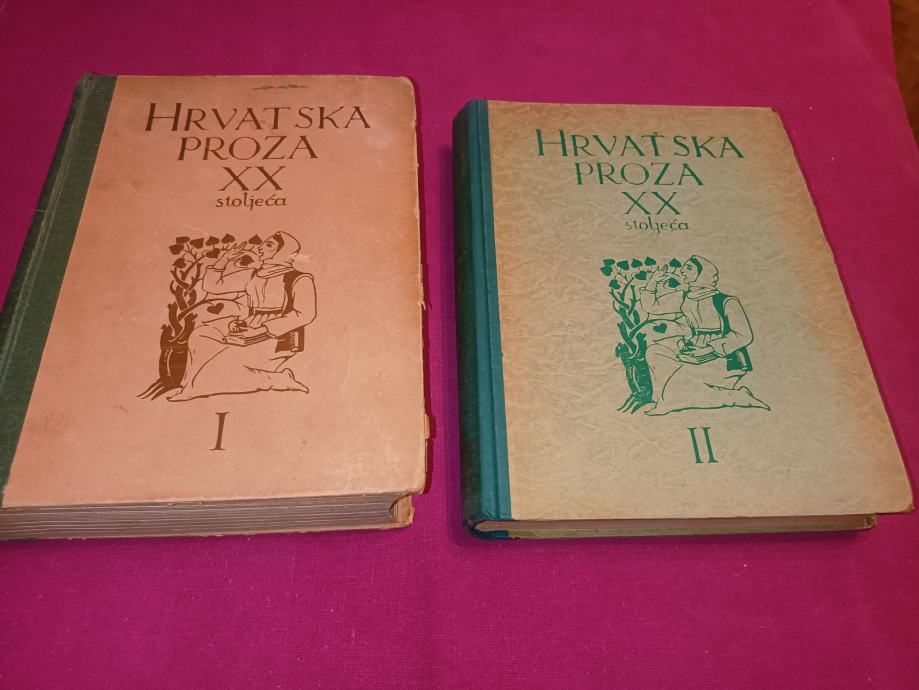 HRVATSKA
PROZA
XX
stoljeća
I
HRVATSKA
PROZA
XX
stoljeća
II